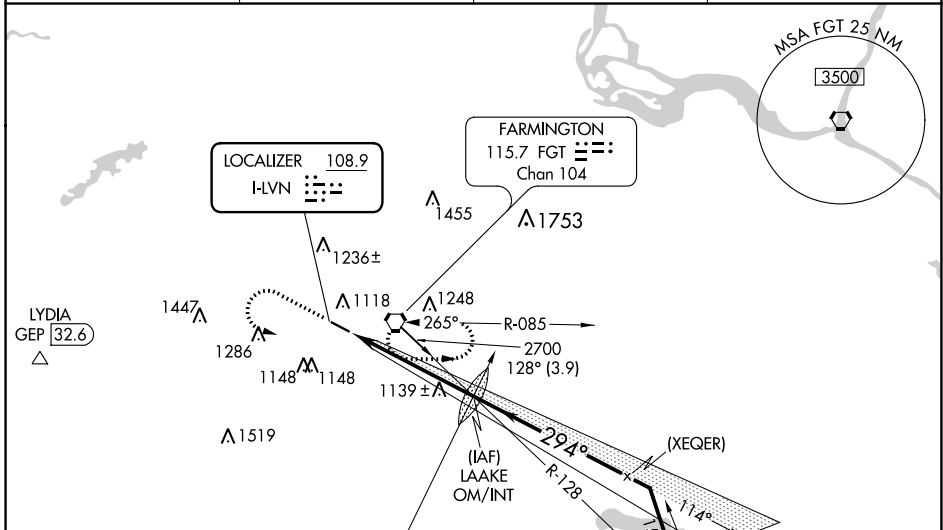 MSA FGT 25 NM
3500
FARMINGTON
115.7 FGT
Chan 104
LOCALIZER 108.9
I-LVN
1455
1753
1236±
1447
1118
1248
LYDIA
GEP 32.6
265°
R-085
1286
2700
128° (3.9)
1148
1148
1139±
1519
294°
(XEQER)
(IAF)
LAAKE
OM/INT
R-128
114°